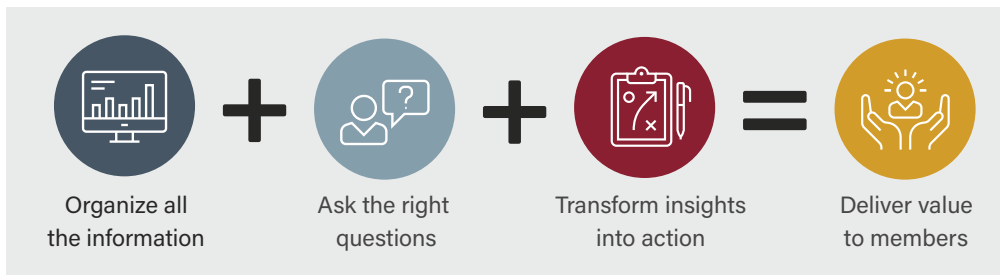 Organize all
the information
Ask the right
questions
Transform insights
into action
Deliver value
to members
?